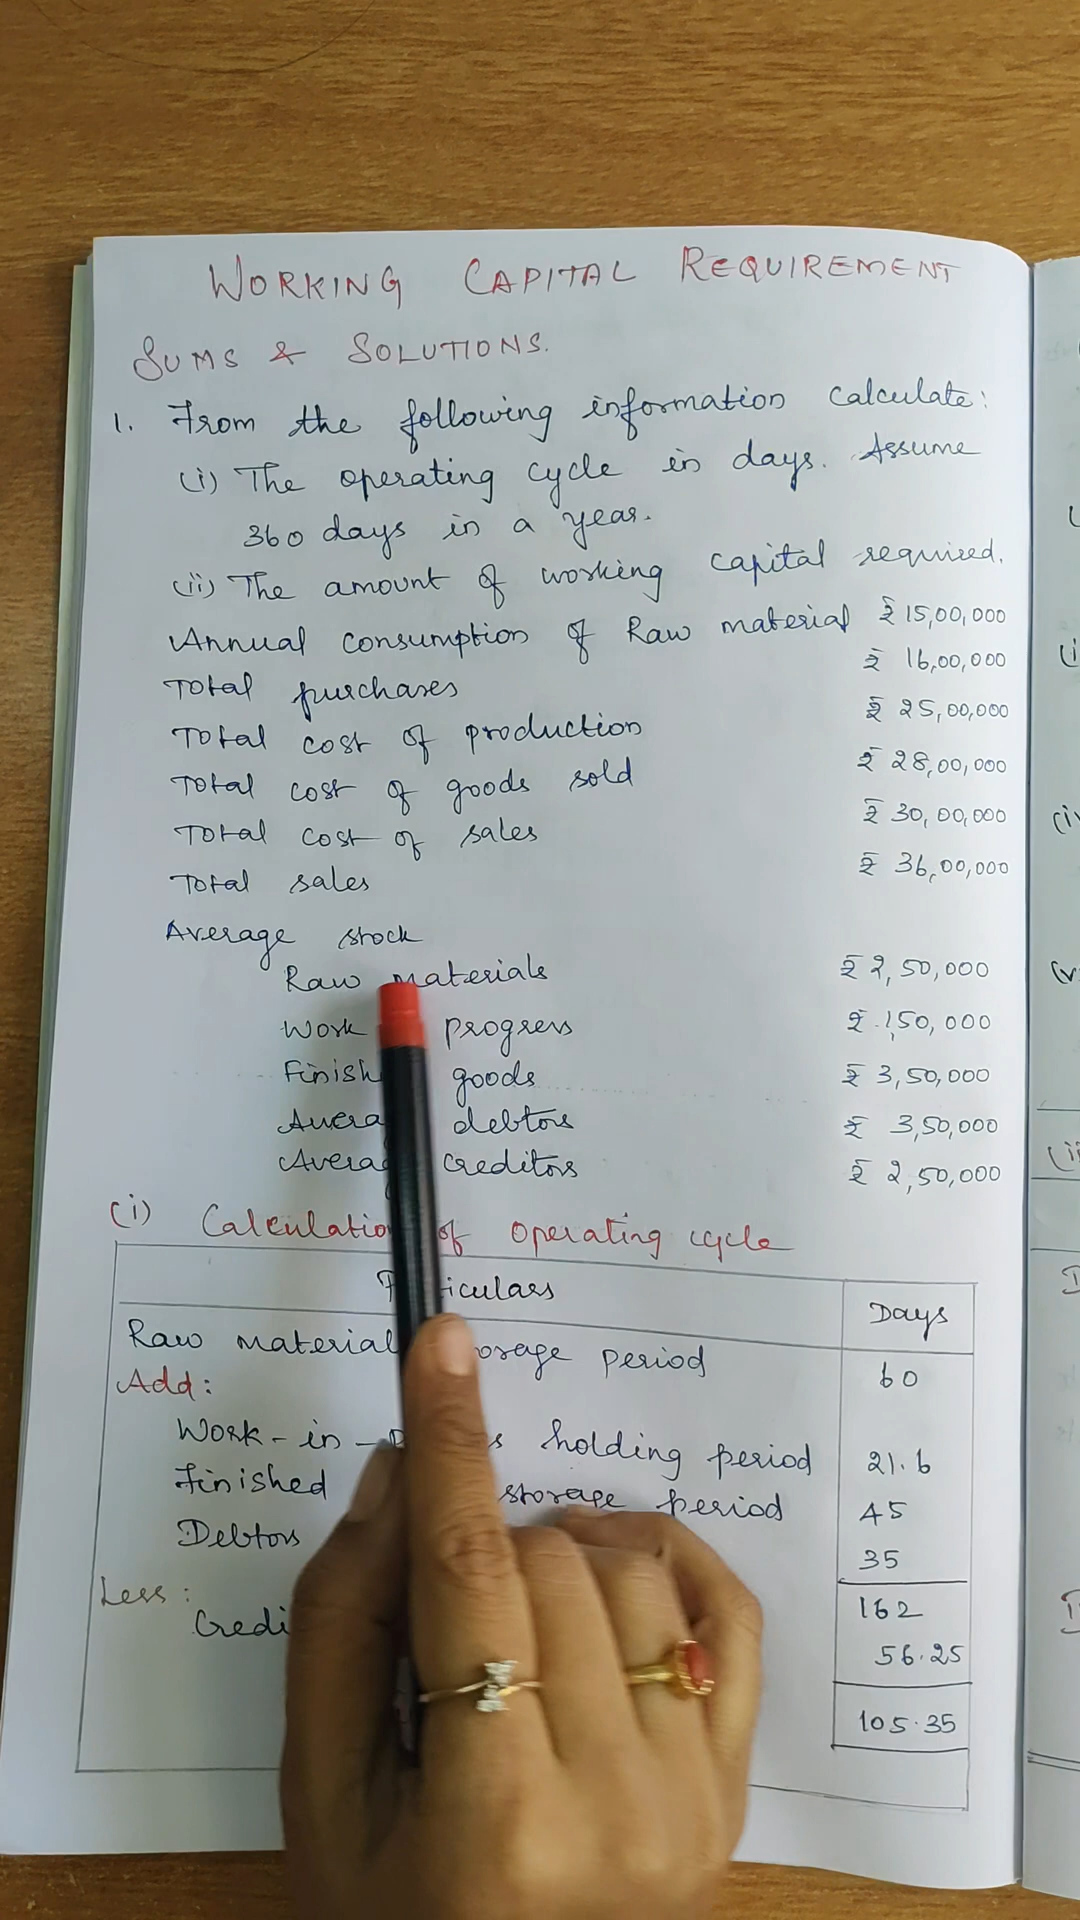 WORKING CAPITAL REQUIREMENT
SUMS & SOLUTIONS.
1. From the following information calculate:
(i) The operating cycle in days. Assume
360 days in a year.
(ii) The amount of working capital required.
Annual consumption of Raw material ₹ 15,00,000
Total purchases ₹ 16,00,000
Total cost of production ₹ 25,00,000
Total cost of goods sold ₹ 28,00,000
Total cost of sales ₹ 30,00,000
Total sales ₹ 36,00,000
Average stock
Raw materials ₹ 2,50,000
Work progress ₹ 1,50,000
Finish goods ₹ 3,50,000
Avera debtors ₹ 3,50,000
Averag creditors ₹ 2,50,000
(i) Calculation of operating cycle
Particulars Days
Raw material storage period 60
Add:
Work-in-P s holding period 21.6
Finished storage period 45
Debtors 35
162
Less:
Credi 56.25
105.35